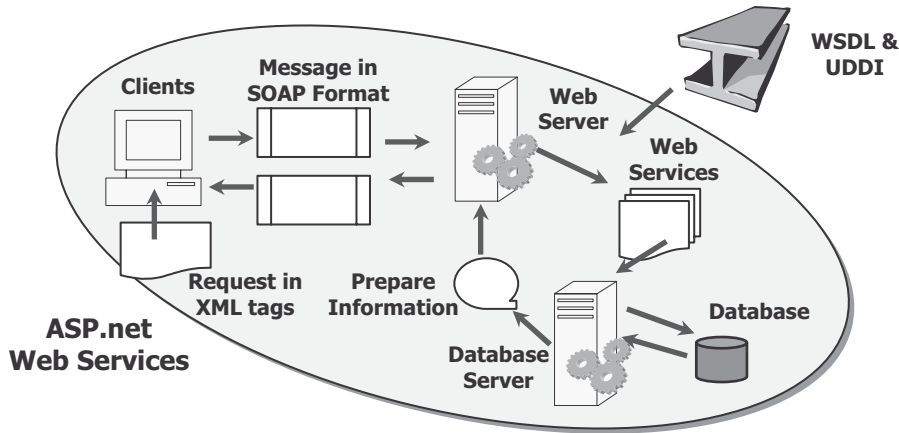 WSDL &
UDDI
Clients
Message in
SOAP Format
Web
Server
Web
Services
Request in
XML tags
Prepare
Information
Database
ASP.net
Web Services
Database
Server